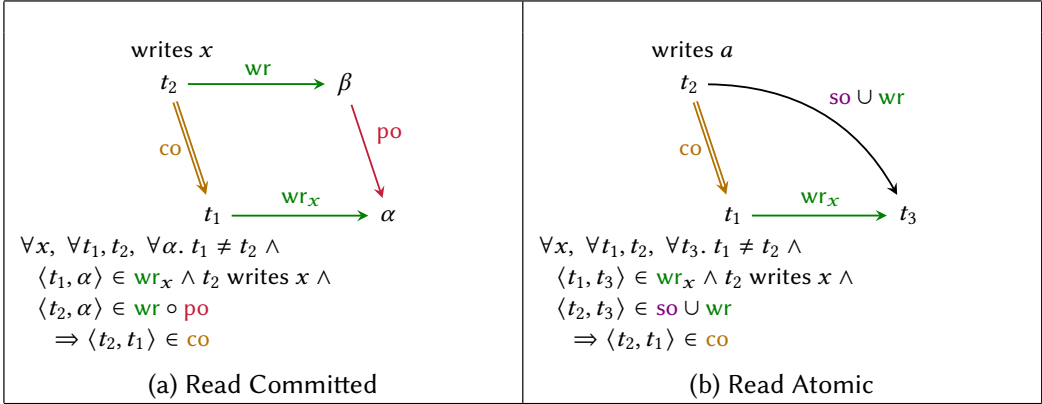 writes x
t₂ wr β
co po
t₁ wrₓ α
∀x, ∀t₁, t₂, ∀α. t₁ ≠ t₂ ∧
⟨t₁, α⟩ ∈ wrₓ ∧ t₂ writes x ∧
⟨t₂, α⟩ ∈ wr ∘ po
⇒ ⟨t₂, t₁⟩ ∈ co
(a) Read Committed
writes a
t₂ so ∪ wr
co
t₁ wrₓ t₃
∀x, ∀t₁, t₂, ∀t₃. t₁ ≠ t₂ ∧
⟨t₁, t₃⟩ ∈ wrₓ ∧ t₂ writes x ∧
⟨t₂, t₃⟩ ∈ so ∪ wr
⇒ ⟨t₂, t₁⟩ ∈ co
(b) Read Atomic